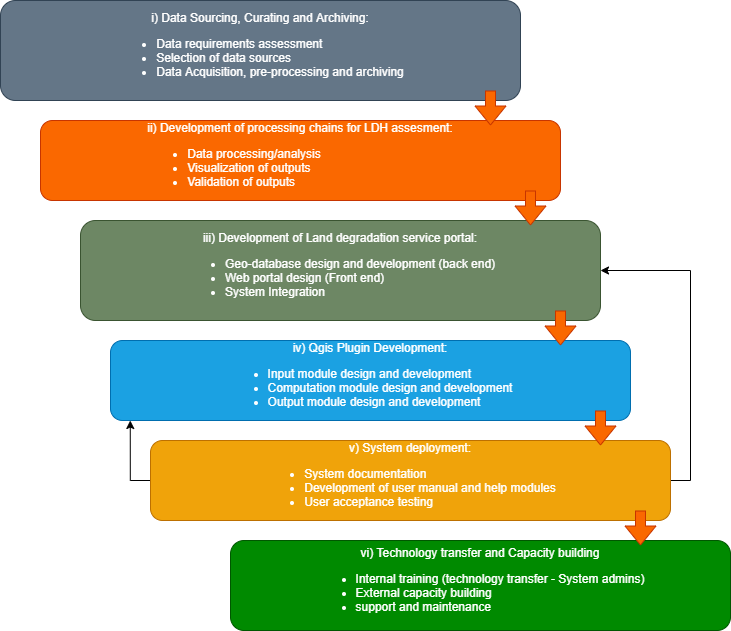 i) Data Sourcing, Curating and Archiving:
• Data requirements assessment
• Selection of data sources
• Data Acquisition, pre-processing and archiving
ii) Development of processing chains for LDH assesment:
• Data processing/analysis
• Visualization of outputs
• Validation of outputs
iii) Development of Land degradation service portal:
• Geo-database design and development (back end)
• Web portal design (Front end)
• System Integration
iv) Qgis Plugin Development:
• Input module design and development
• Computation module design and development
• Output module design and development
v) System deployment:
• System documentation
• Development of user manual and help modules
• User acceptance testing
vi) Technology transfer and Capacity building
• Internal training (technology transfer - System admins)
• External capacity building
• support and maintenance